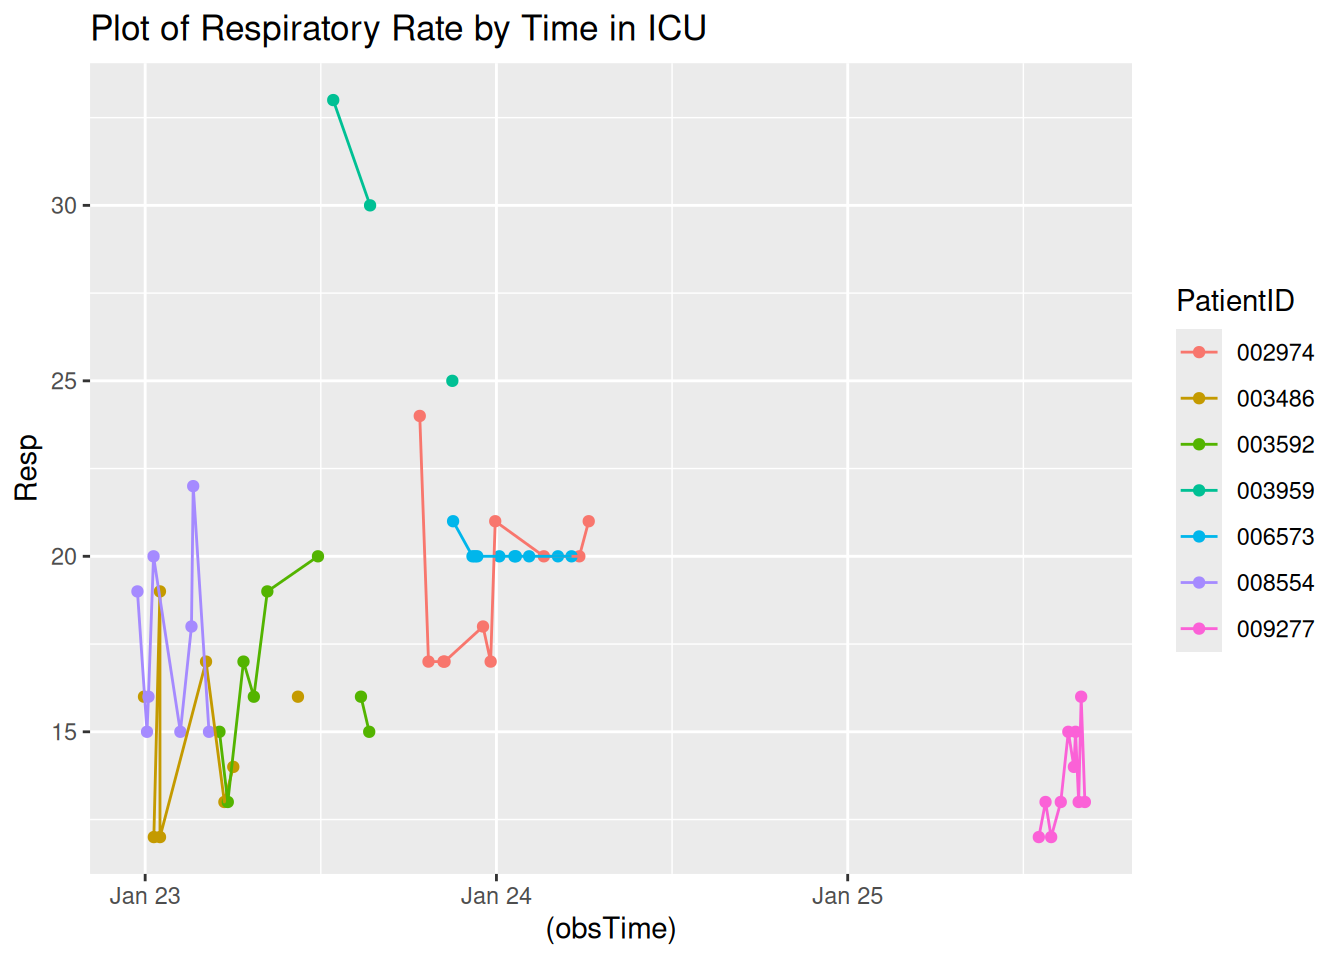 Plot of Respiratory Rate by Time in ICU
30
25
20
15
Resp
Jan 23
Jan 24
Jan 25
(obsTime)
PatientID
002974
003486
003592
003959
006573
008554
009277